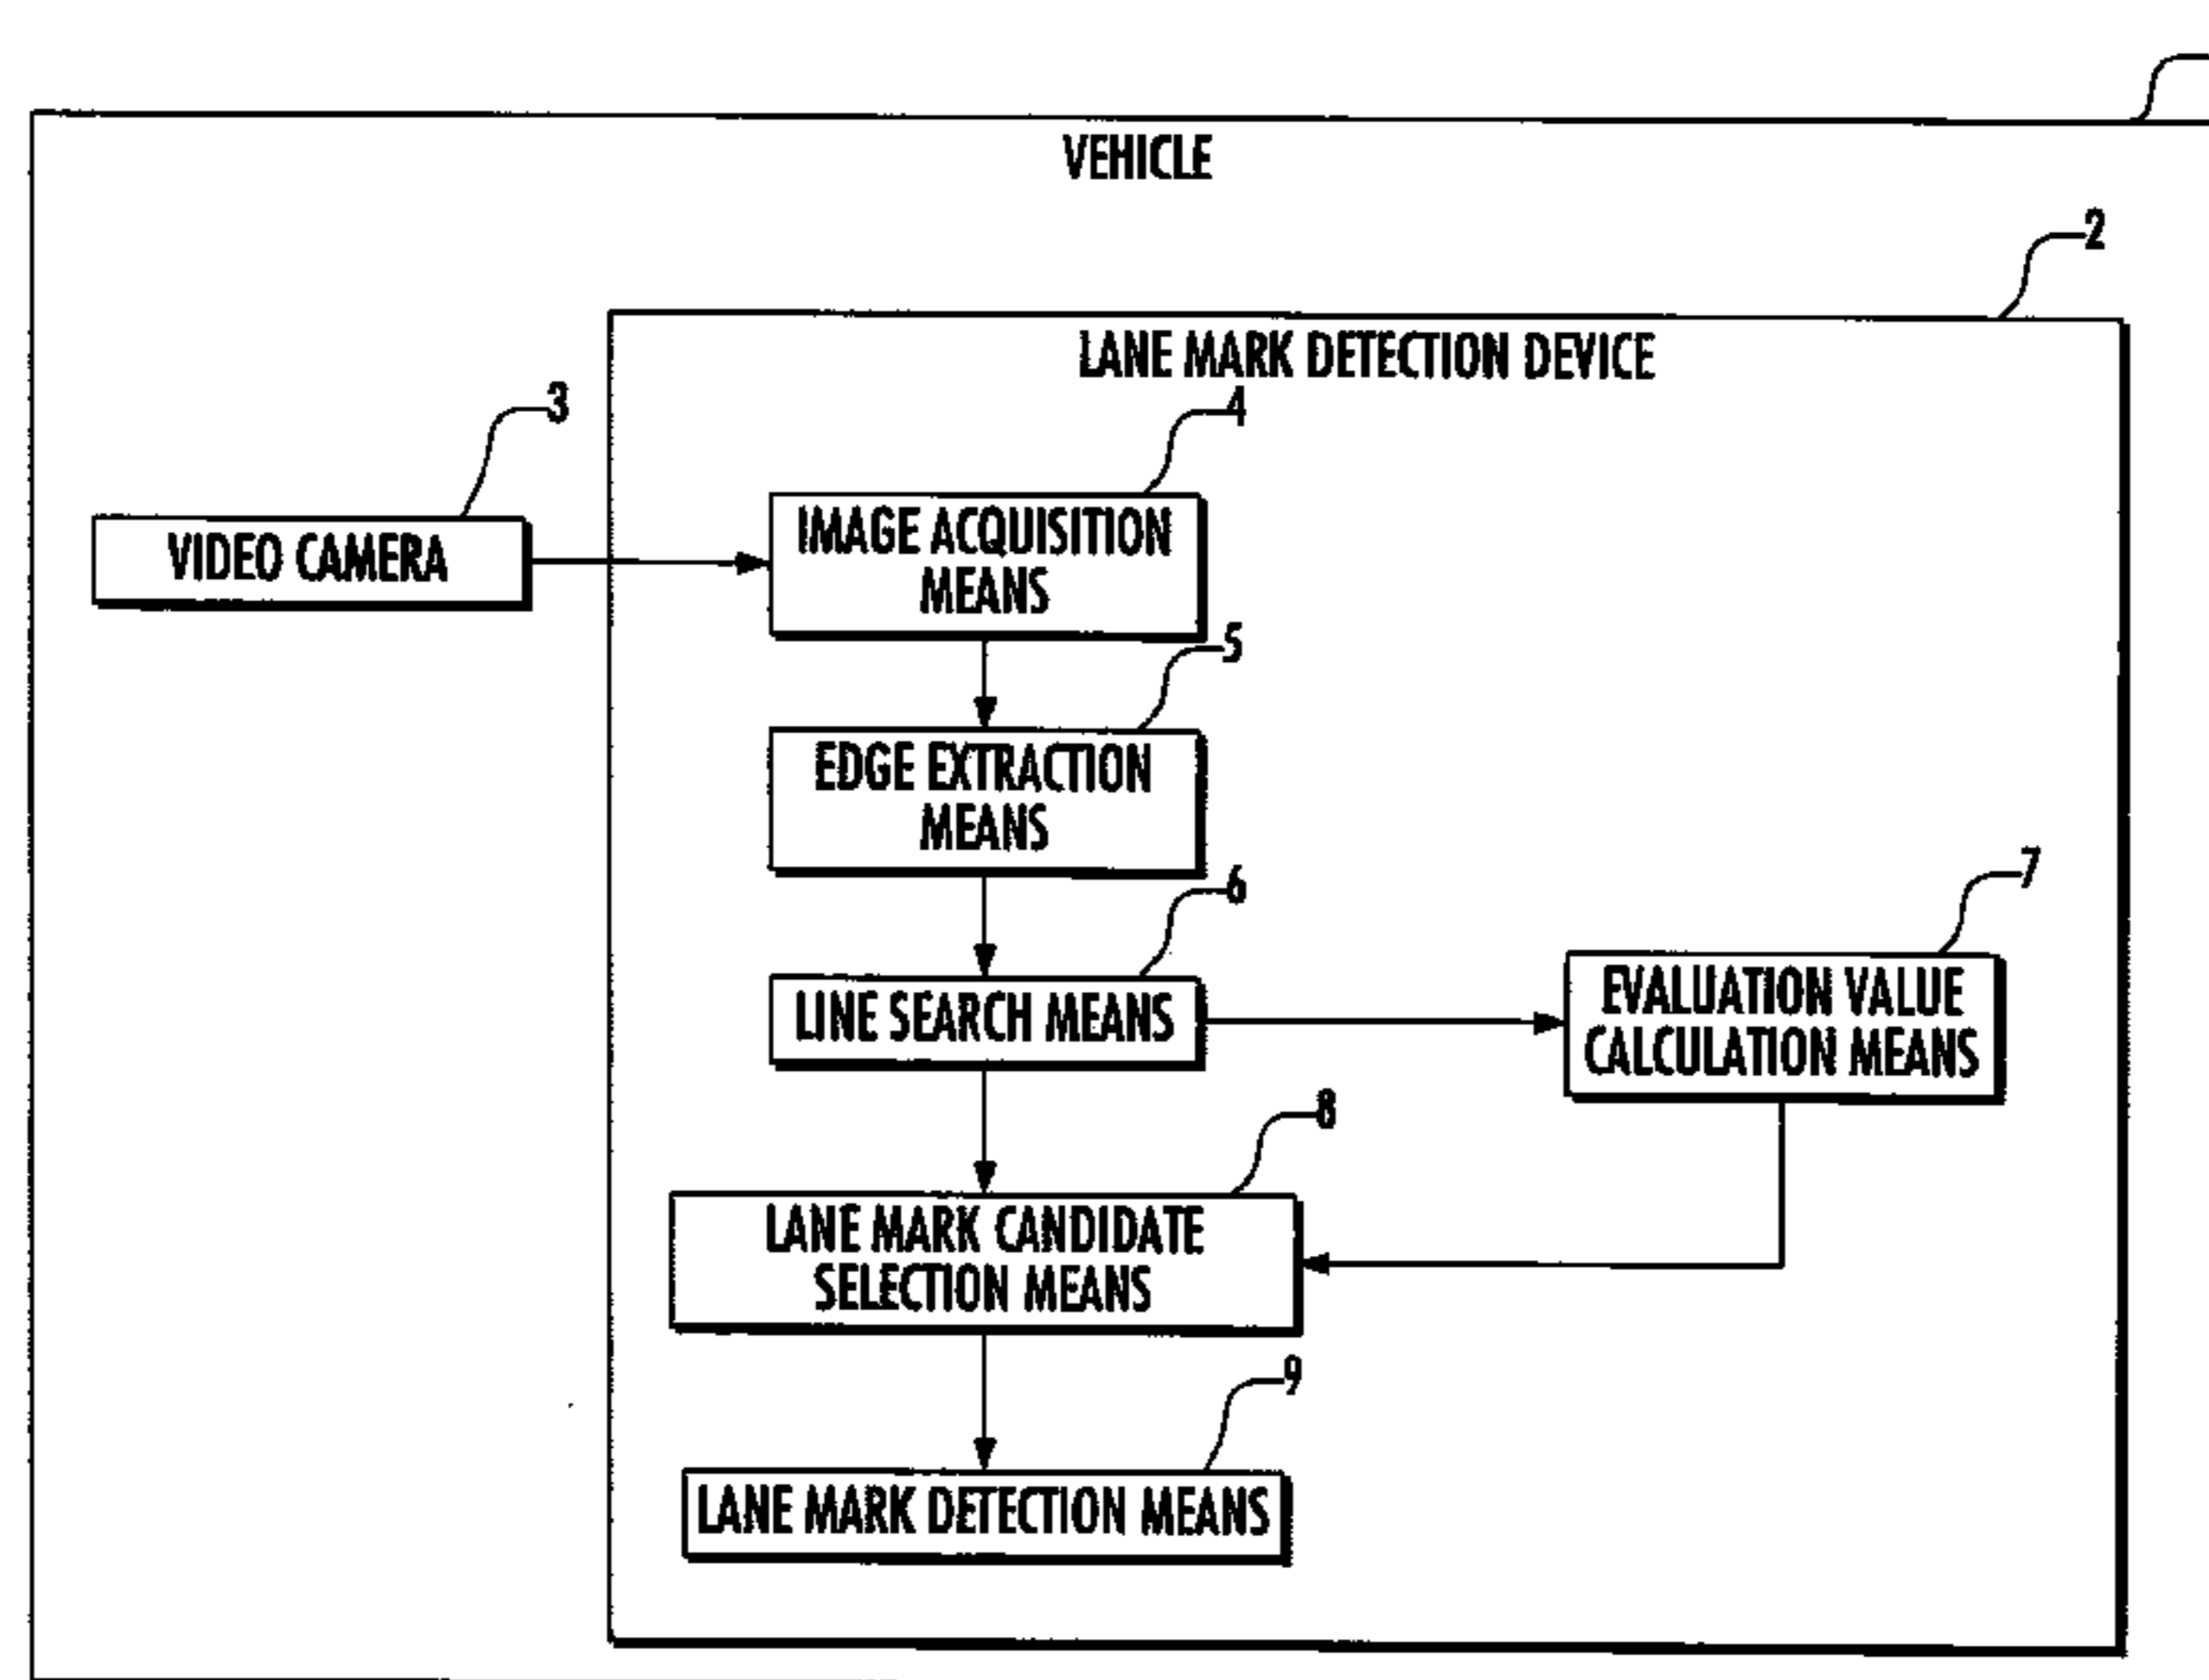 VEHICLE
2
LANE MARK DETECTION DEVICE
3
4
VIDEO CAMERA
IMAGE ACQUISITION
MEANS
5
EDGE EXTRACTION
MEANS
6
7
LINE SEARCH MEANS
EVALUATION VALUE
CALCULATION MEANS
8
LANE MARK CANDIDATE
SELECTION MEANS
9
LANE MARK DETECTION MEANS